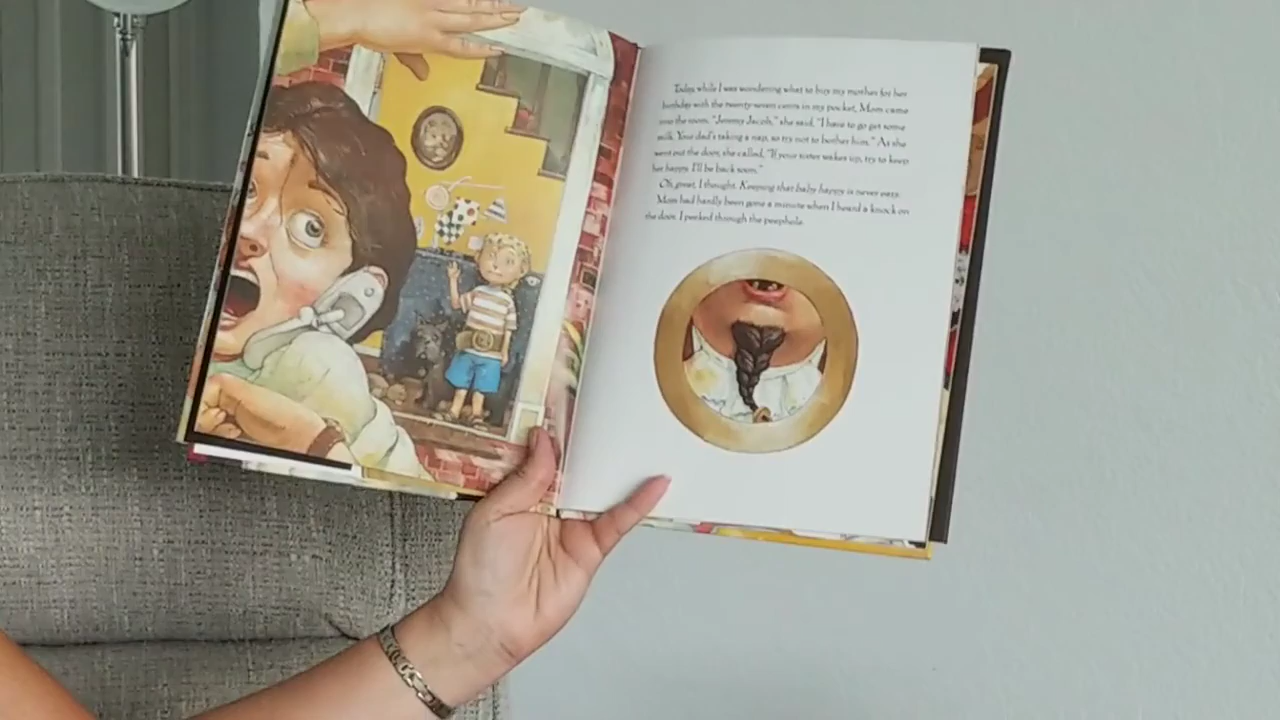 Today, while I was wondering what to buy my mother for her
birthday with the twenty-seven cents in my pocket, Mom came
into the room. "Jeremy Jacob," she said, "I have to go get some
milk. Your dad's taking a nap, so try not to bother him." As she
went out the door, she called, "If your sister wakes up, try to keep
her happy. I'll be back soon."
Oh, great, I thought. Keeping that baby happy is never easy.
Mom had hardly been gone a minute when I heard a knock on
the door. I peeked through the peephole.